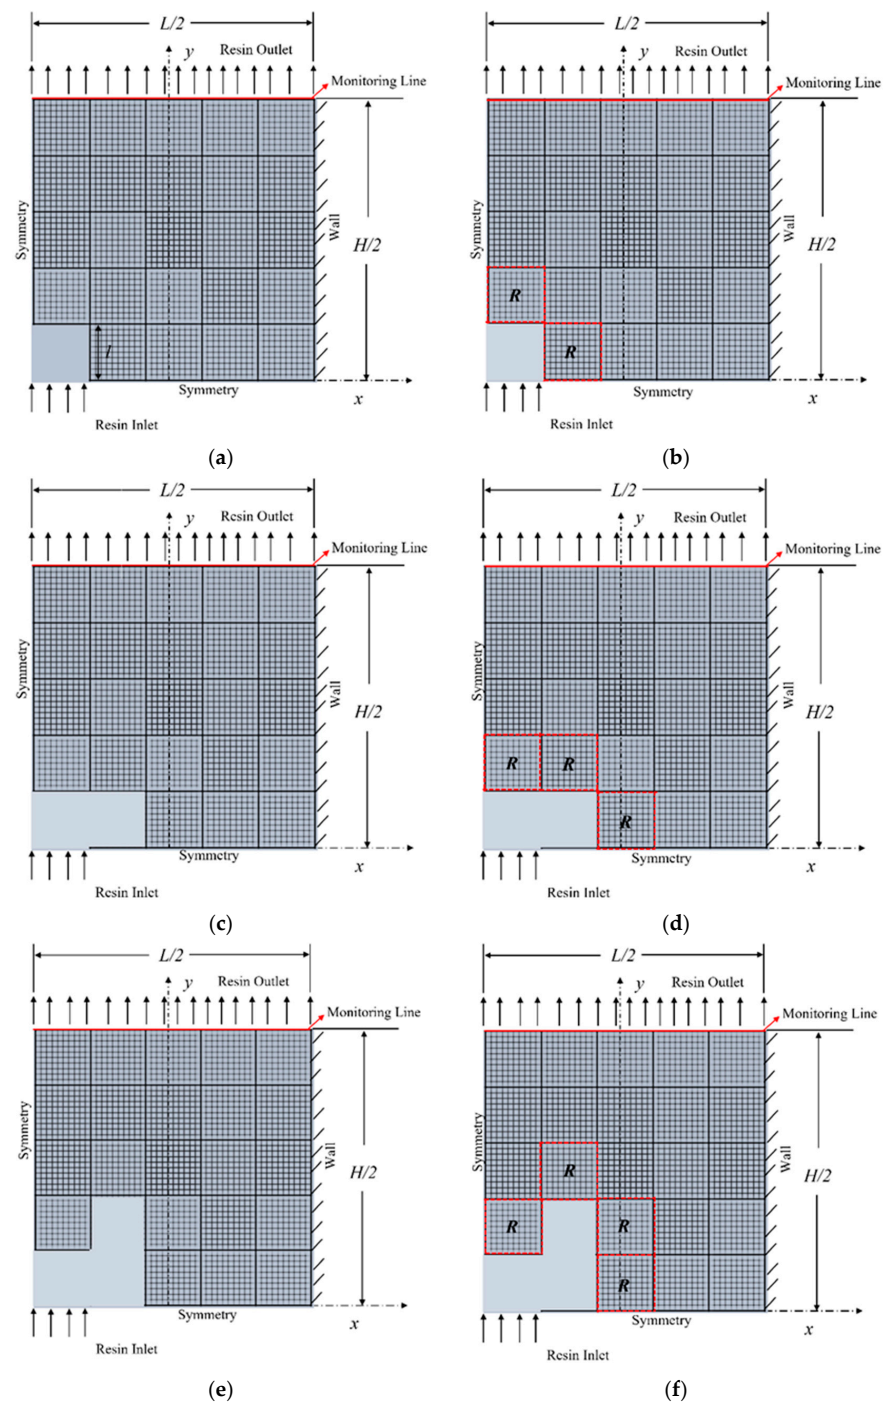 L/2
y Resin Outlet
Monitoring Line
Symmetry
Wall
H/2
l
Symmetry
x
Resin Inlet
(a)
L/2
y Resin Outlet
Monitoring Line
Symmetry
Wall
H/2
R
R
Symmetry
x
Resin Inlet
(b)
L/2
y Resin Outlet
Monitoring Line
Symmetry
Wall
H/2
Symmetry
x
Resin Inlet
(c)
L/2
y Resin Outlet
Monitoring Line
Symmetry
Wall
H/2
R R
R
Symmetry
x
Resin Inlet
(d)
L/2
y Resin Outlet
Monitoring Line
Symmetry
Wall
H/2
Symmetry
x
Resin Inlet
(e)
L/2
y Resin Outlet
Monitoring Line
Symmetry
Wall
H/2
R
R R
R
Symmetry
x
Resin Inlet
(f)